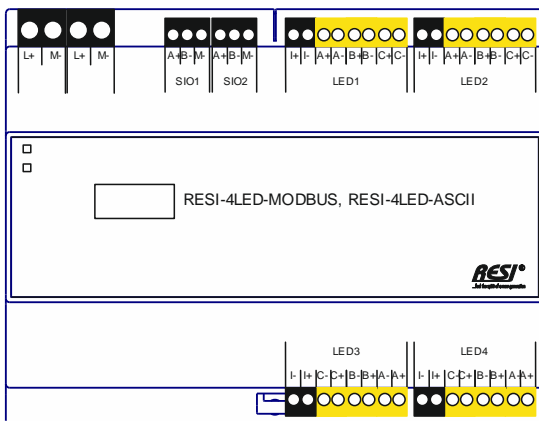 L+ M- L+ M- A+ B- M- A+ B- M- I+ I- A+ A- B+ B- C+ C- I+ I- A+ A- B+ B- C+ C-
SIO1 SIO2 LED1 LED2
RESI-4LED-MODBUS, RESI-4LED-ASCII
RESI®
LED3 LED4
I- I+ C- C+ B- B+ A- A+ I- I+ C- C+ B- B+ A- A+